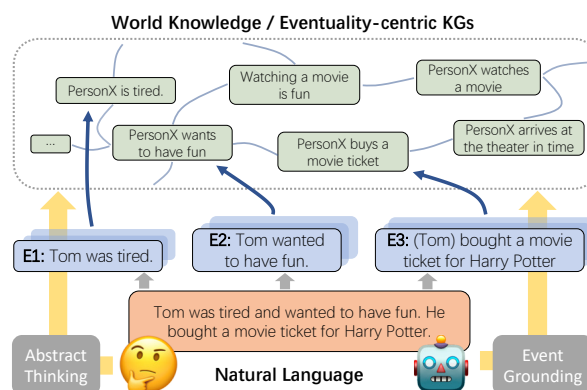 World Knowledge / Eventuality-centric KGs
PersonX is tired.
Watching a movie
is fun
PersonX watches
a movie
...
PersonX wants
to have fun
PersonX buys a
movie ticket
PersonX arrives at
the theater in time
E1: Tom was tired.
E2: Tom wanted
to have fun.
E3: (Tom) bought a movie
ticket for Harry Potter
Tom was tired and wanted to have fun. He
bought a movie ticket for Harry Potter.
Abstract
Thinking
Natural Language
Event
Grounding